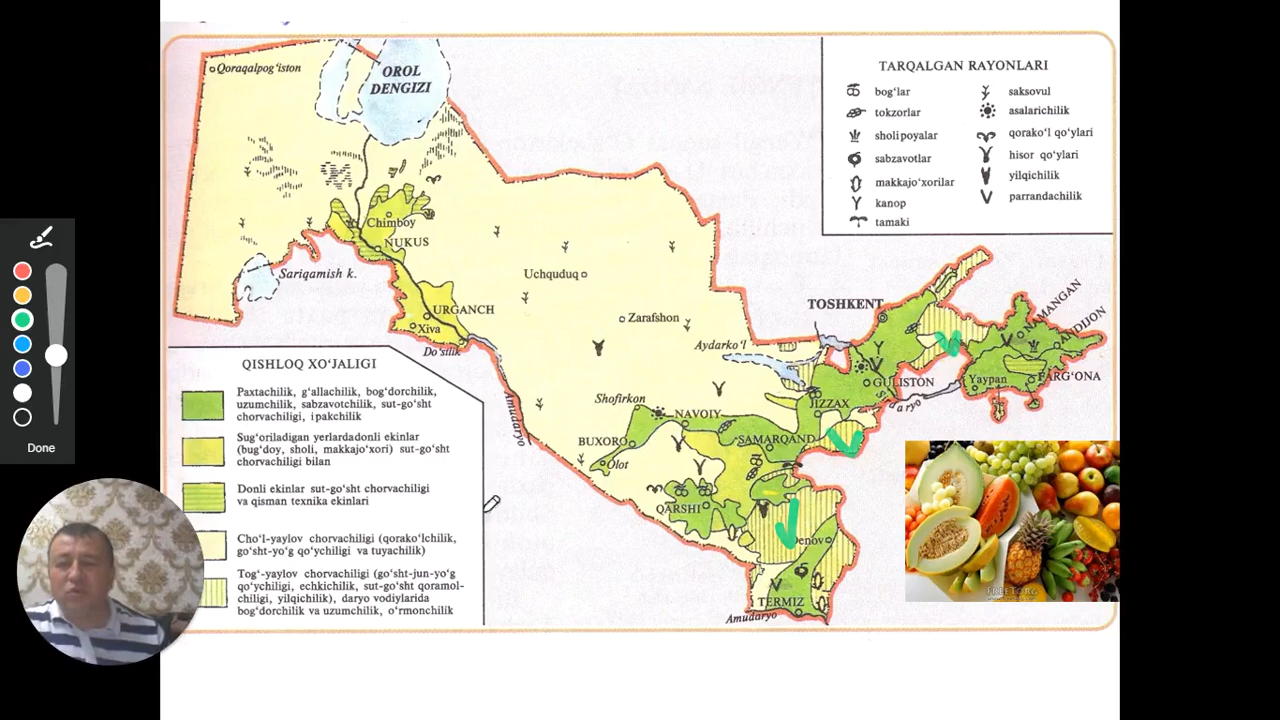 Qoraqalpog‘iston
OROL
DENGIZI
Chimboy
NUKUS
Sariqamish k.
URGANCH
Xiva
Do‘stlik
Amudaryo
Uchquduq
Zarafshon
Aydarko‘l
TOSHKENT
NAMANGAN
ANDIJON
FARG‘ONA
Yaypan
GULISTON
Sirdaryo
JIZZAX
Shofirkon
NAVOIY
BUXORO
SAMARQAND
Olot
QARSHI
Denov
TERMIZ
Amudaryo
TARQALGAN RAYONLARI
bog‘lar
tokzorlar
sholipoyalar
sabzavotlar
makkajo‘xorilar
kanop
tamaki
saksovul
asalarichilik
qorako‘l qo‘ylari
hisor qo‘ylari
yilqichilik
parrandachilik
QISHLOQ XO‘JALIGI
Paxtachilik, g‘allachilik, bog‘dorchilik,
uzumchilik, sabzavotchilik, sut-go‘sht
chorvachiligi, ipakchilik
Sug‘oriladigan yerlardadonli ekinlar
(bug‘doy, sholi, makkajo‘xori) sut-go‘sht
chorvachiligi bilan
Donli ekinlar sut-go‘sht chorvachiligi
va qisman texnika ekinlari
Cho‘l-yaylov chorvachiligi (qorako‘lchilik,
go‘sht-yo‘g qo‘ychiligi va tuyachilik)
Tog‘-yaylov chorvachiligi (go‘sht-jun-yo‘g
qo‘ychiligi, echkichilik, sut-go‘sht qoramol-
chiligi, yilqichilik), daryo vodiylarida
bog‘dorchilik va uzumchilik, o‘rmonchilik
Done